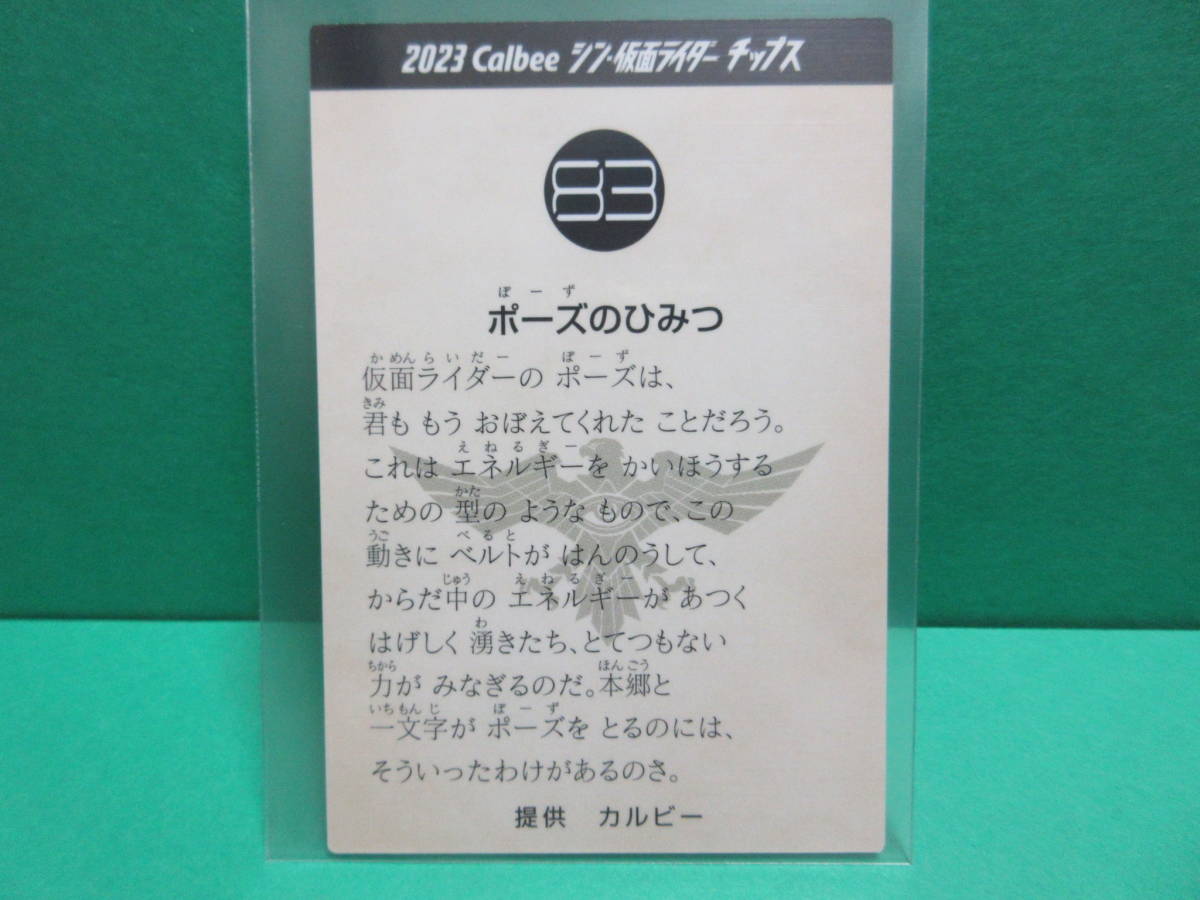 2023 Calbee シン・仮面ライダー チップス
83
ぽーず
ポーズのひみつ
かめんらいだー ぽーず
仮面ライダーの ポーズは、
きみ
君も もう おぼえてくれた ことだろう。
えねるぎー
これは エネルギーを かいほうする
かた
ための 型の ような もので、この
うご べると
動きに ベルトが はんのうして、
じゅう えねるぎー
からだ中の エネルギーが あつく
わ
はげしく 湧きたち、とてつもない
ちから ほんごう
力が みなぎるのだ。本郷と
いちもんじ ぽーず
一文字が ポーズを とるのには、
そういったわけがあるのさ。
提供 カルビー